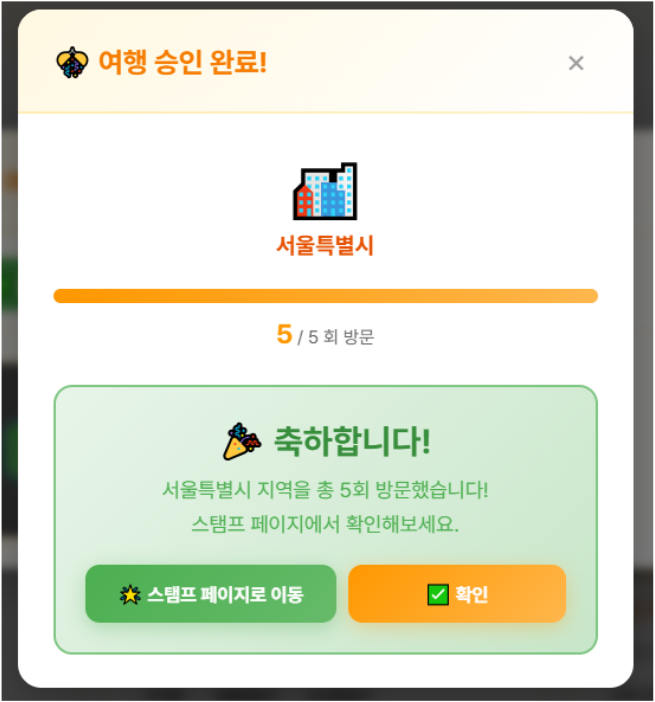 여행 승인 완료!
서울특별시
5 / 5 회 방문
축하합니다!
서울특별시 지역을 총 5회 방문했습니다!
스탬프 페이지에서 확인해보세요.
스탬프 페이지로 이동
확인